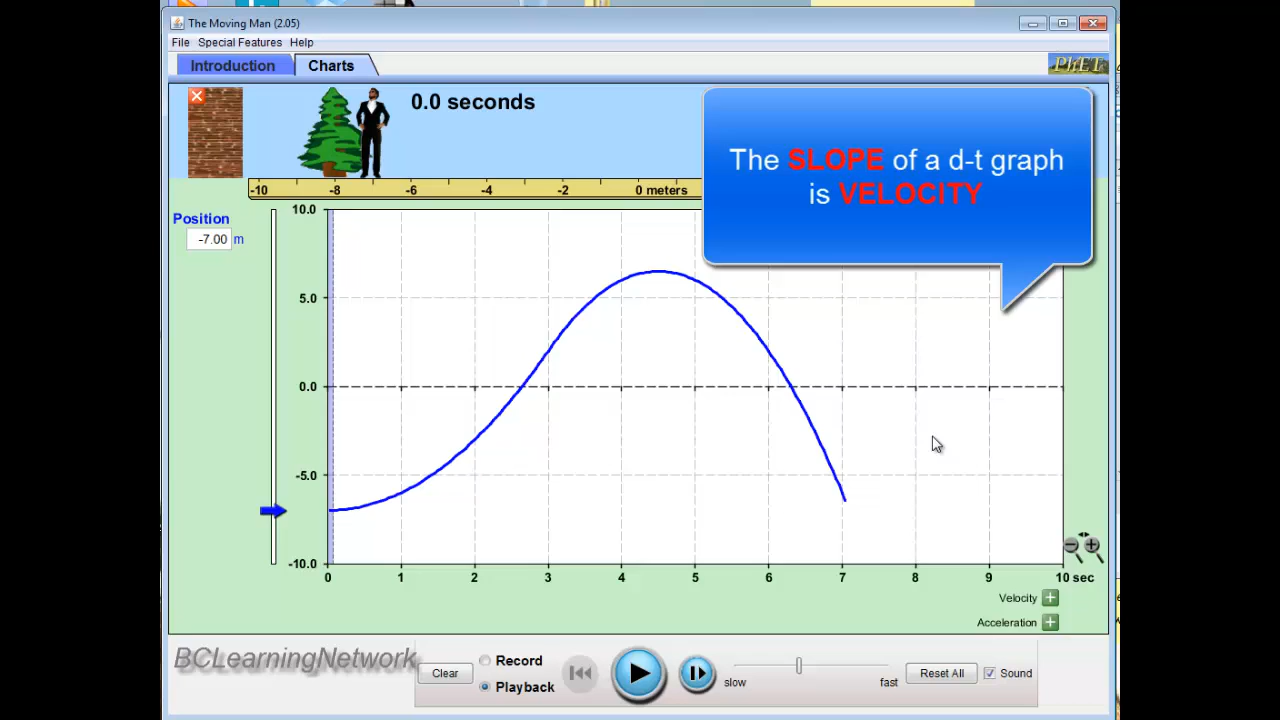 The Moving Man (2.05)
File Special Features Help
Introduction Charts
PhET
0.0 seconds
The SLOPE of a d-t graph
is VELOCITY
-10 -8 -6 -4 -2 0 meters
Position
-7.00 m
10.0
5.0
0.0
-5.0
-10.0
0 1 2 3 4 5 6 7 8 9 10 sec
Velocity
Acceleration
BCLearningNetwork
Clear
Record
Playback
slow
fast
Reset All
Sound